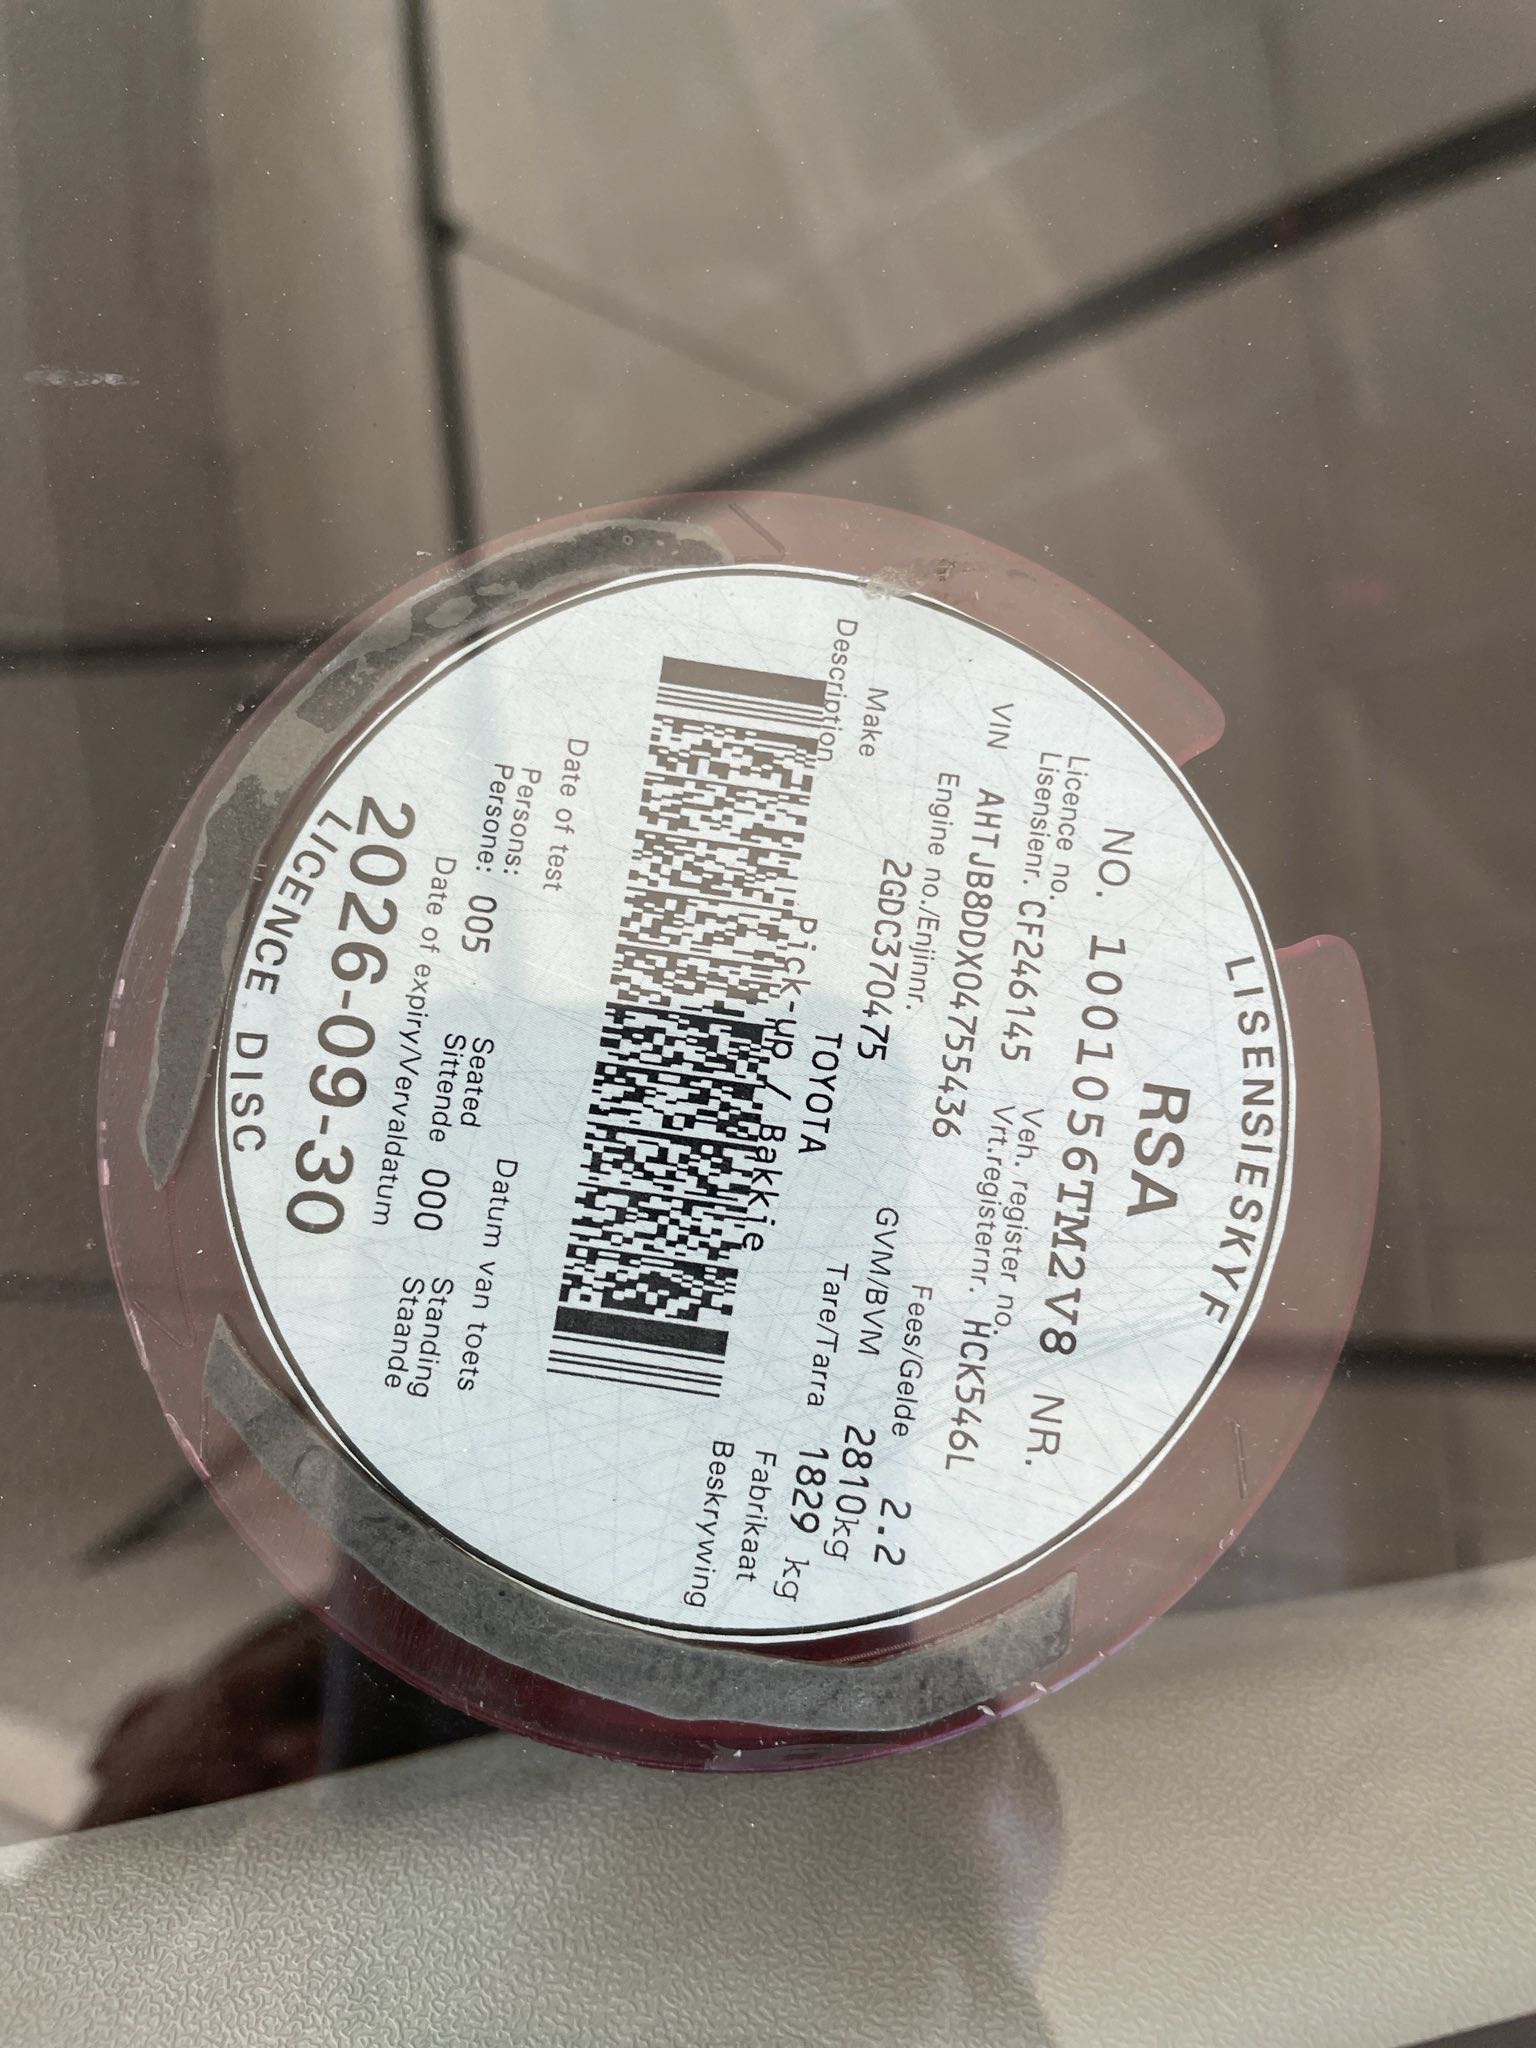 LISENSIESKYF
RSA
NO. 1001056TM2V8 NR.
Licence no. Veh. register no.
Lisensienr. CF246145 Vrt.registernr. HCK546L
VIN AHTJB8DDX04755436
Engine no./Enjinnr. Fees/Gelde 2.2
2GDC370475 GVM/BVM 2810kg
Tare/Tarra 1829 kg
Make TOYOTA Fabrikaat
Description Pick-up / Bakkie Beskrywing
Date of test Datum van toets
Persons: Seated Standing
Persone: 005 Sittende 000 Staande
Date of expiry/Vervaldatum
2026-09-30
LICENCE DISC